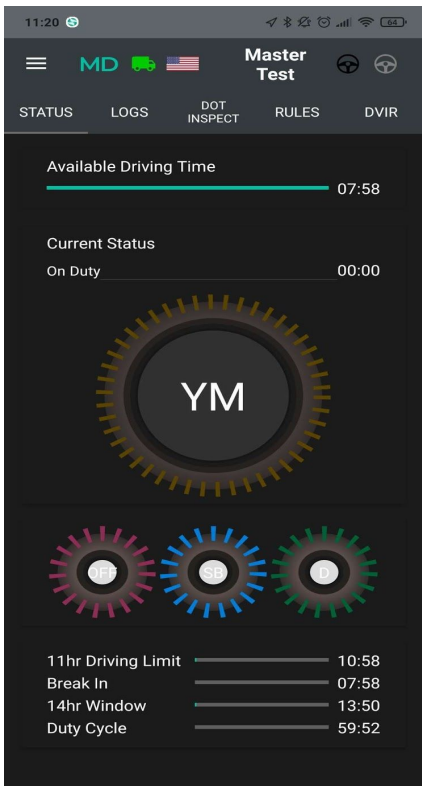 11:20 64
MD Master
Test
STATUS LOGS DOT
INSPECT RULES DVIR
Available Driving Time
07:58
Current Status
On Duty 00:00
YM
OFF SB D
11hr Driving Limit 10:58
Break In 07:58
14hr Window 13:50
Duty Cycle 59:52